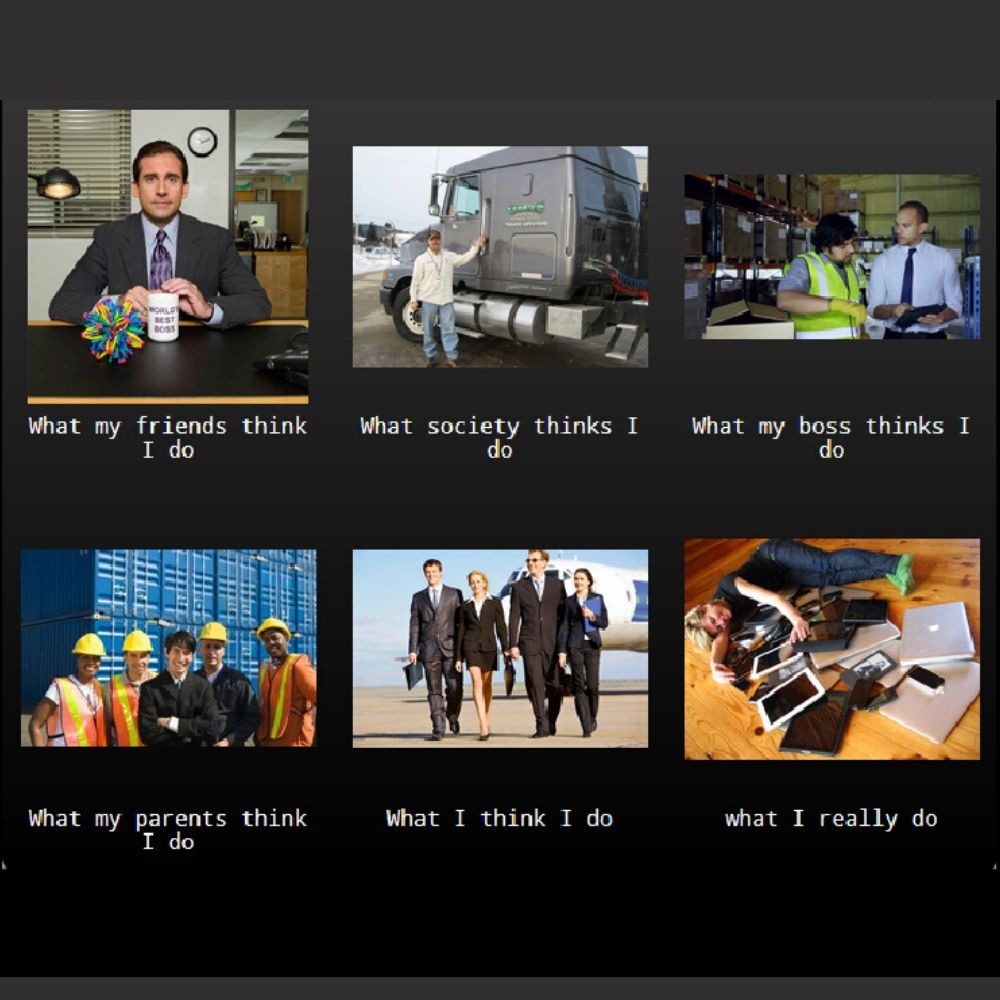 WORLD'S
BEST
BOSS
What my friends think
I do
What society thinks I
do
What my boss thinks I
do
What my parents think
I do
What I think I do
what I really do